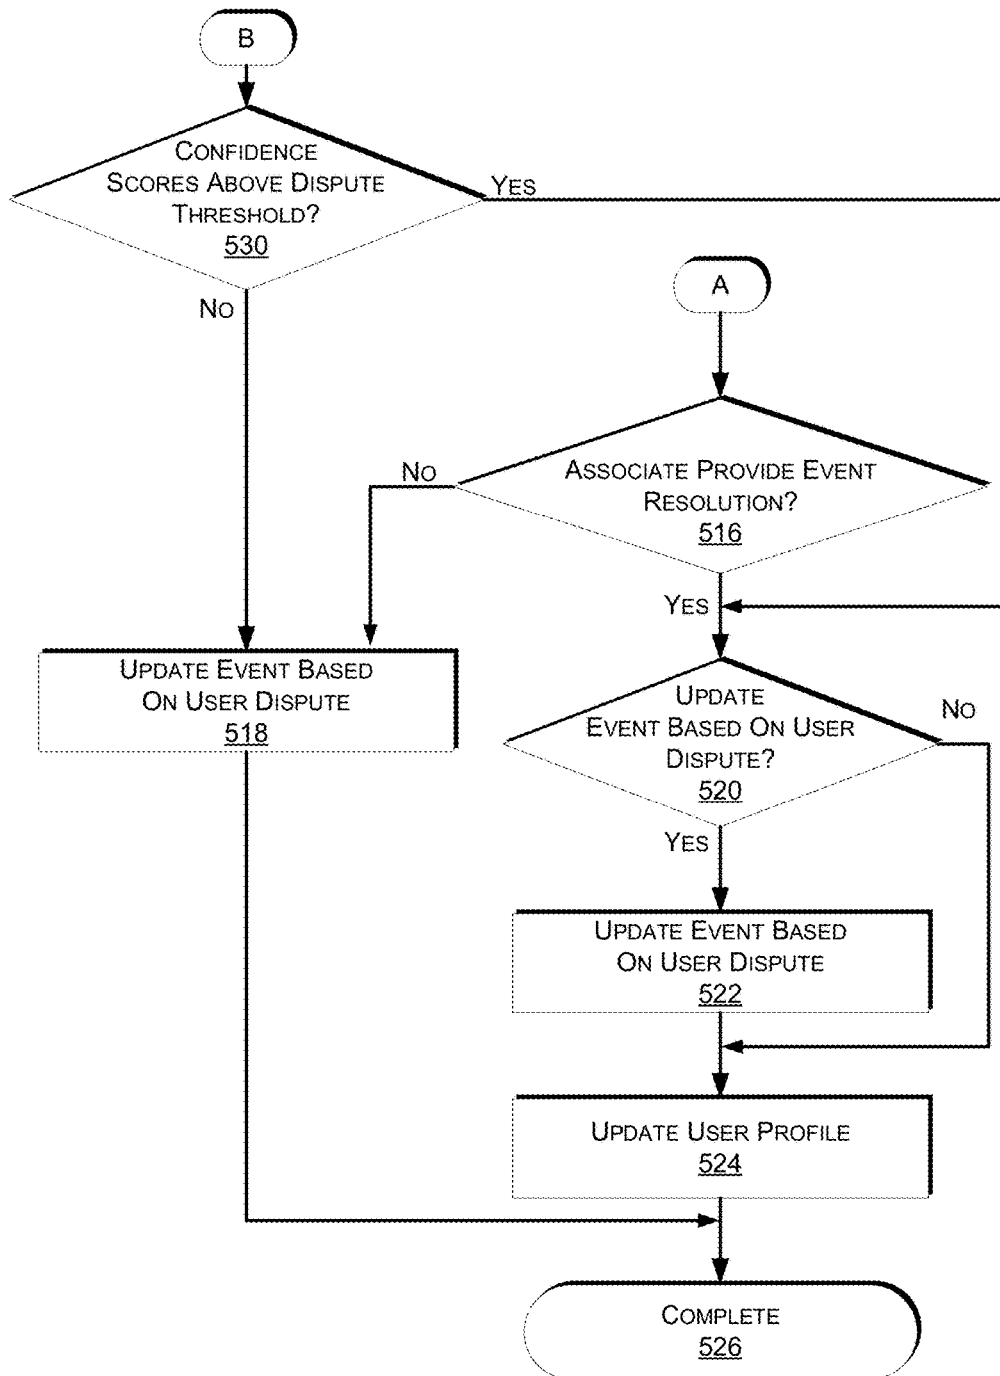 B
CONFIDENCE
SCORES ABOVE DISPUTE
THRESHOLD?
530
YES
NO
A
ASSOCIATE PROVIDE EVENT
RESOLUTION?
516
NO
YES
UPDATE EVENT BASED
ON USER DISPUTE
518
UPDATE
EVENT BASED ON USER
DISPUTE?
520
NO
YES
UPDATE EVENT BASED
ON USER DISPUTE
522
UPDATE USER PROFILE
524
COMPLETE
526